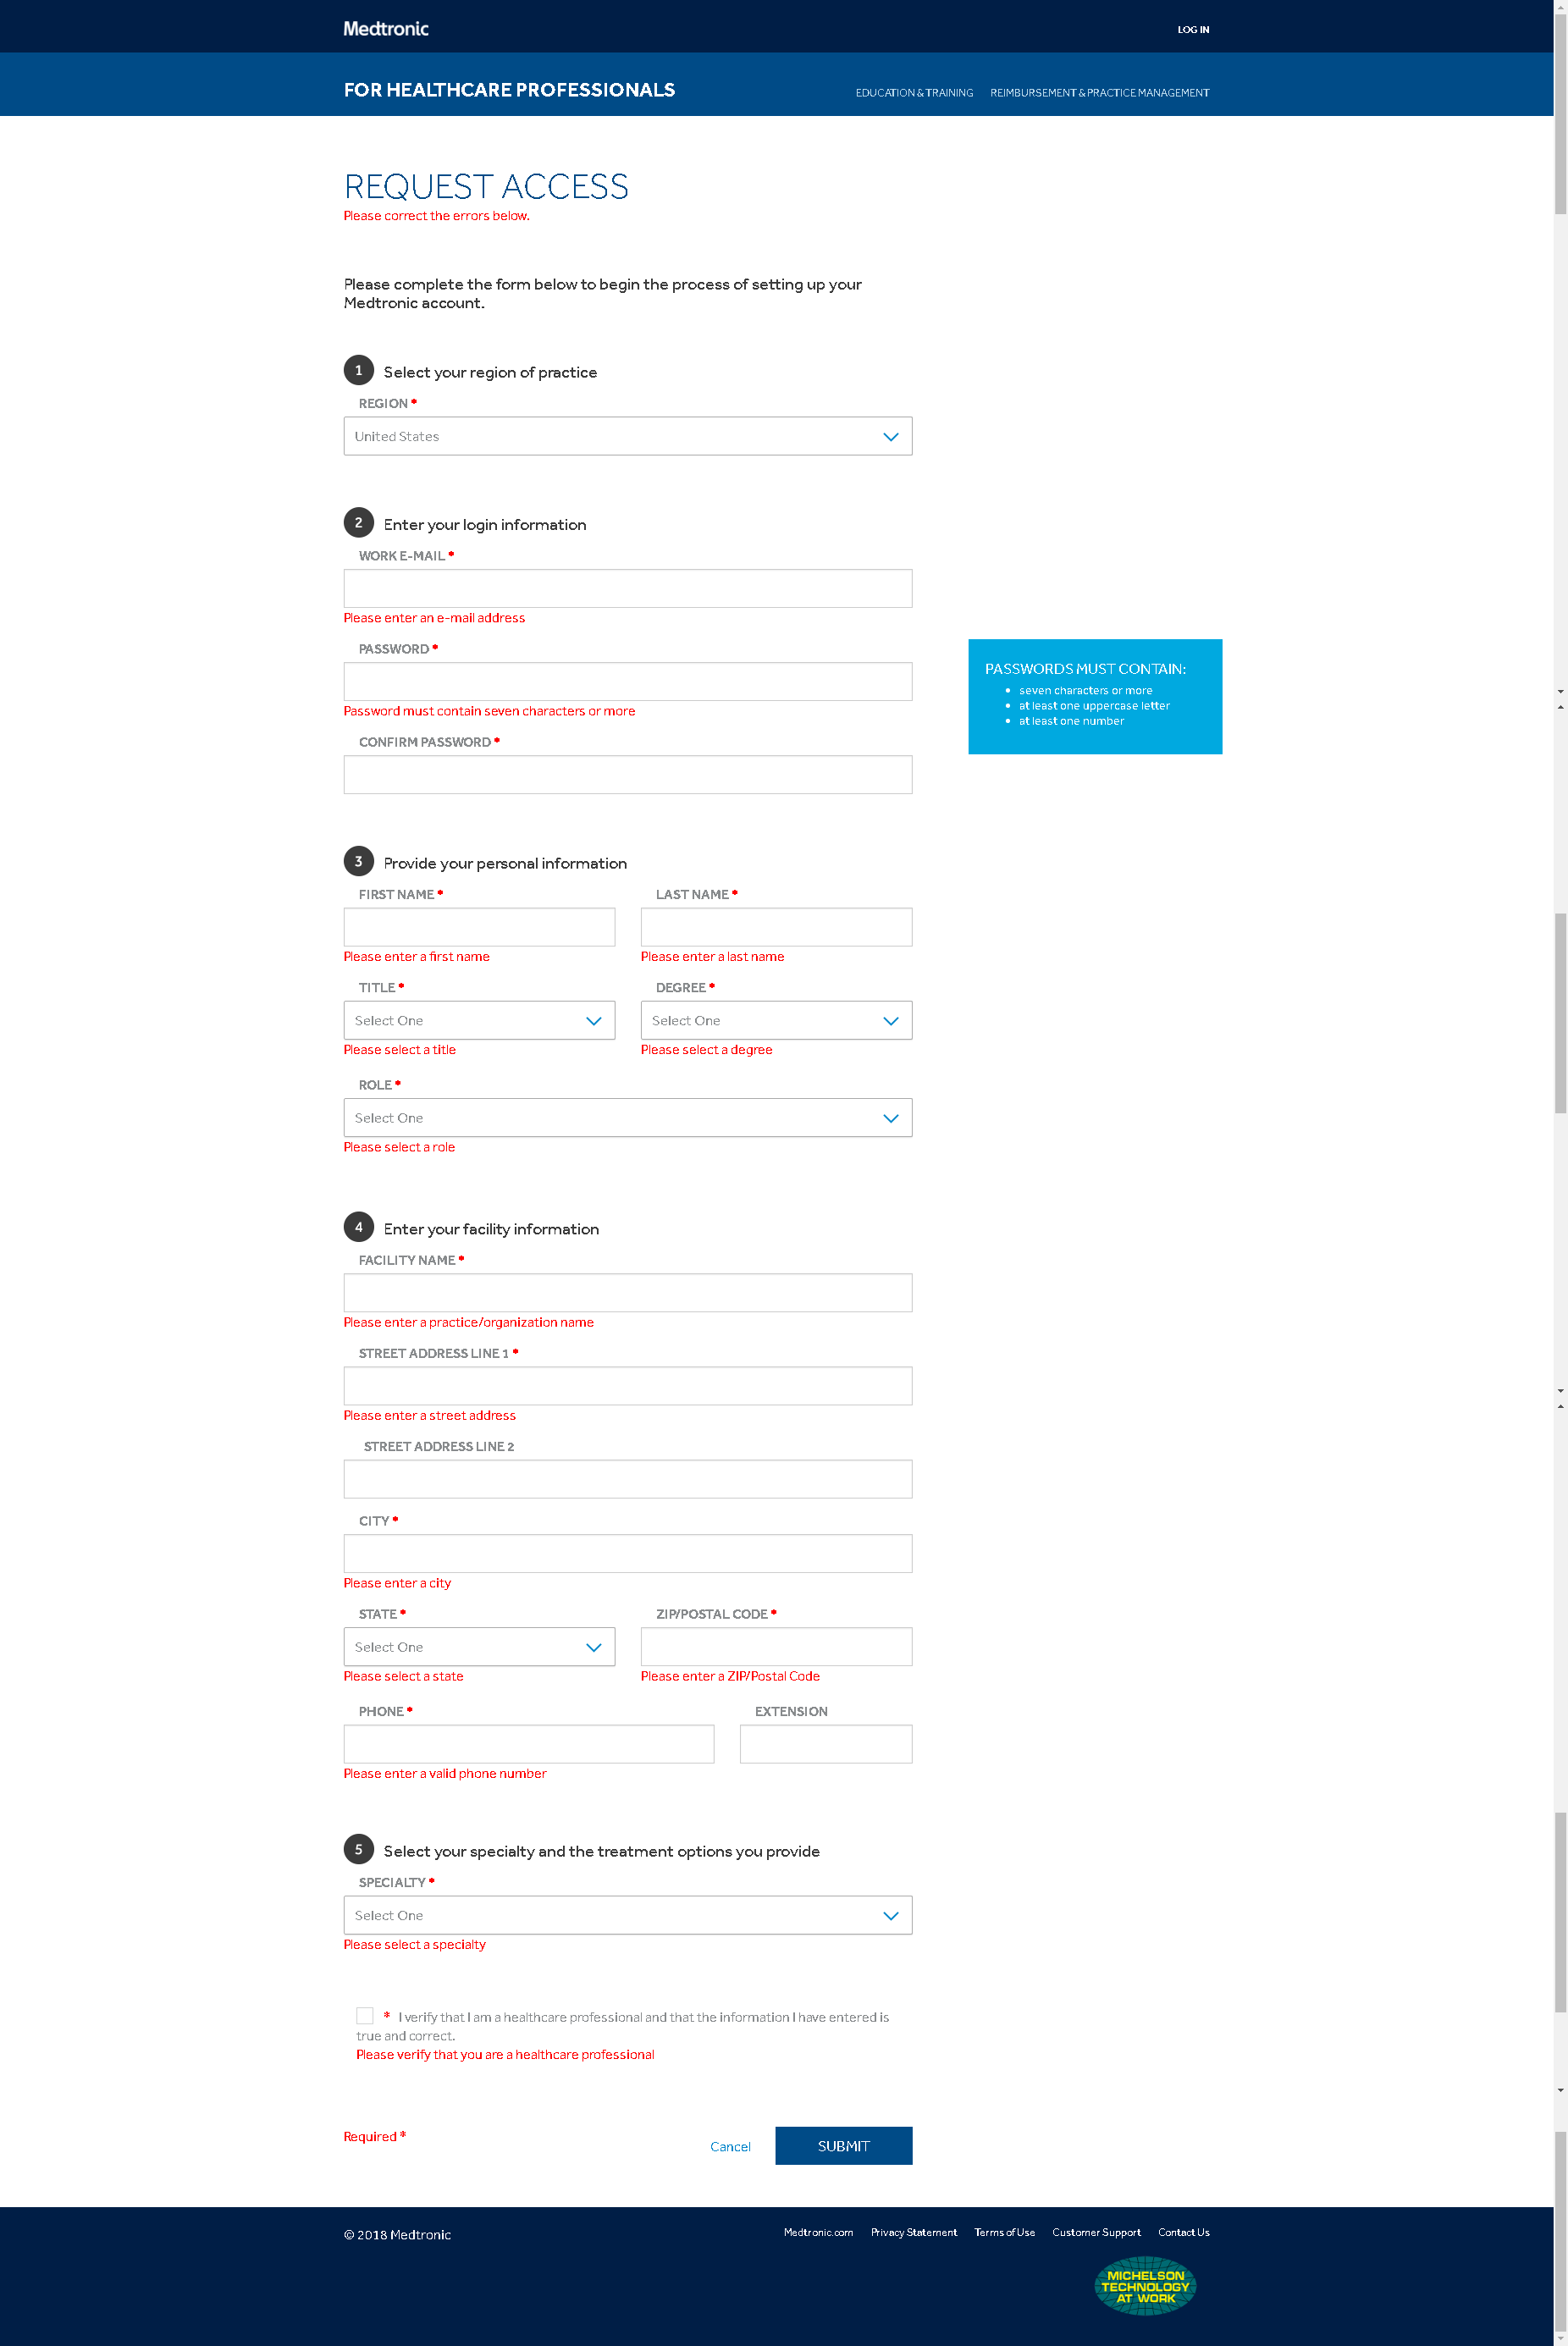 Medtronic
LOG IN
FOR HEALTHCARE PROFESSIONALS
EDUCATION & TRAINING
REIMBURSEMENT & PRACTICE MANAGEMENT
REQUEST ACCESS
Please correct the errors below.
Please complete the form below to begin the process of setting up your
Medtronic account.
1 Select your region of practice
REGION *
United States
2 Enter your login information
WORK E-MAIL *
Please enter an e-mail address
PASSWORD *
Password must contain seven characters or more
PASSWORDS MUST CONTAIN:
• seven characters or more
• at least one uppercase letter
• at least one number
CONFIRM PASSWORD *
3 Provide your personal information
FIRST NAME * LAST NAME *
Please enter a first name Please enter a last name
TITLE * DEGREE *
Select One Select One
Please select a title Please select a degree
ROLE *
Select One
Please select a role
4 Enter your facility information
FACILITY NAME *
Please enter a practice/organization name
STREET ADDRESS LINE 1 *
Please enter a street address
STREET ADDRESS LINE 2
CITY *
Please enter a city
STATE * ZIP/POSTAL CODE *
Select One
Please select a state Please enter a ZIP/Postal Code
PHONE * EXTENSION
Please enter a valid phone number
5 Select your specialty and the treatment options you provide
SPECIALTY *
Select One
Please select a specialty
* I verify that I am a healthcare professional and that the information I have entered is
true and correct.
Please verify that you are a healthcare professional
Required *
Cancel
SUBMIT
© 2018 Medtronic
Medtronic.com Privacy Statement Terms of Use Customer Support Contact Us
MICHELSON
TECHNOLOGY
AT WORK